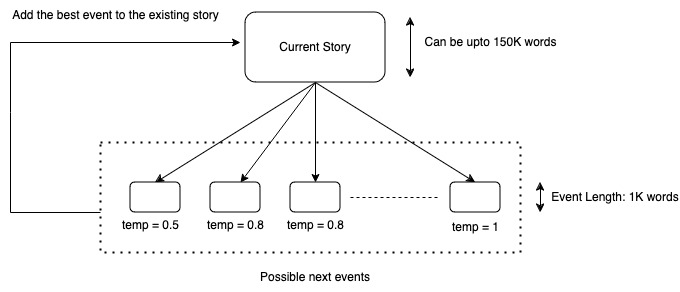 Add the best event to the existing story
Current Story
Can be upto 150K words
Event Length: 1K words
temp = 0.5
temp = 0.8
temp = 0.8
temp = 1
Possible next events